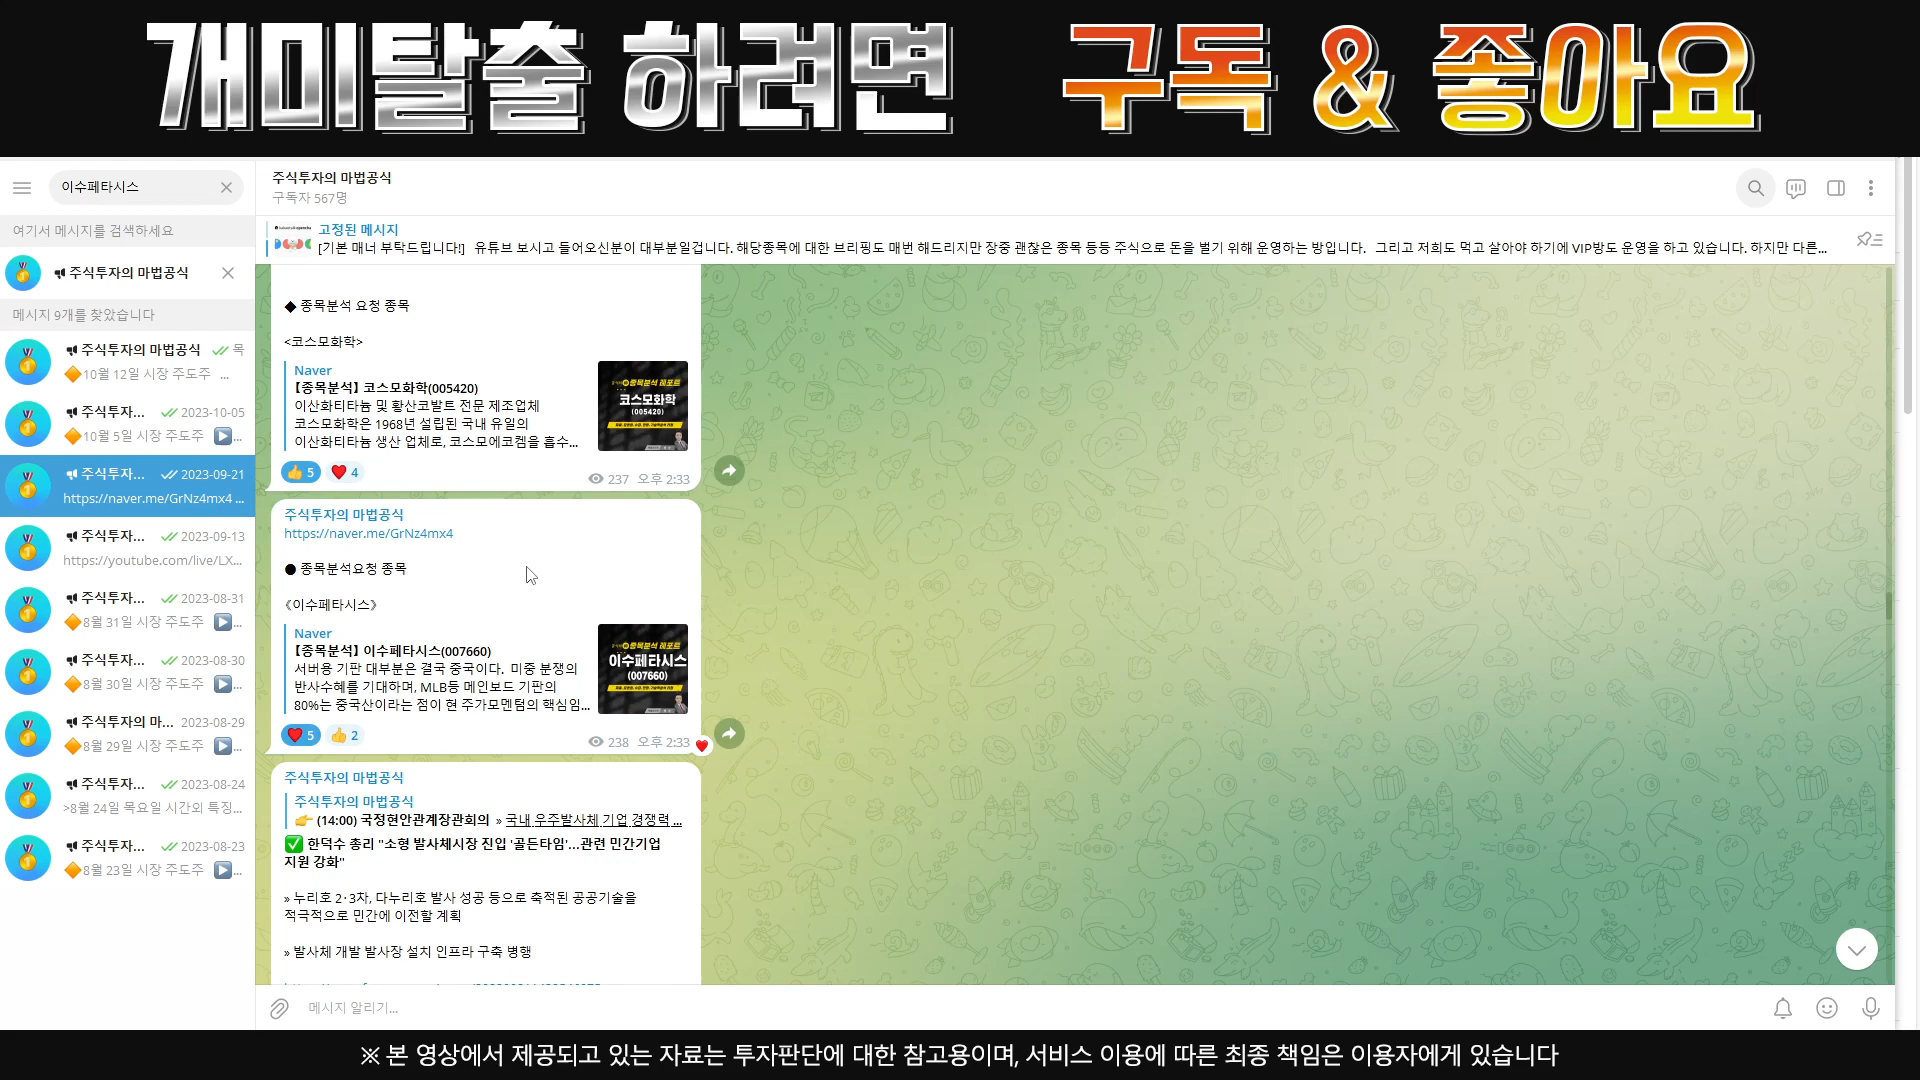 개미탈출 하려면 구독 & 좋아요
이수페타시스
여기서 메시지를 검색하세요
주식투자의 마법공식
메시지 9개를 찾았습니다
주식투자의 마법공식 목
10월 12일 시장 주도주 ...
주식투자... 2023-10-05
10월 5일 시장 주도주 ...
주식투자... 2023-09-21
https://naver.me/GrNz4mx4 ...
주식투자... 2023-09-13
https://youtube.com/live/LX...
주식투자... 2023-08-31
8월 31일 시장 주도주 ...
주식투자... 2023-08-30
8월 30일 시장 주도주 ...
주식투자의 마... 2023-08-29
8월 29일 시장 주도주 ...
주식투자... 2023-08-24
>8월 24일 목요일 시간외 특징...
주식투자... 2023-08-23
8월 23일 시장 주도주 ...
주식투자의 마법공식
구독자 567명
고정된 메시지
[기본 매너 부탁드립니다!] 유튜브 보시고 들어오신분이 대부분일겁니다. 해당종목에 대한 브리핑도 매번 해드리지만 장중 괜찮은 종목 등등 주식으로 돈을 벌기 위해 운영하는 방입니다. 그리고 저희도 먹고 살아야 하기에 VIP방도 운영을 하고 있습니다. 하지만 다른...
◆ 종목분석 요청 종목
<코스모화학>
Naver
【종목분석】 코스모화학(005420)
이산화티타늄 및 황산코발트 전문 제조업체
코스모화학은 1968년 설립된 국내 유일의
이산화티타늄 생산 업체로, 코스모에코켐을 흡수...
종목분석 레포트
코스모화학
(005420)
👍 5 ❤️ 4
237 오후 2:33
주식투자의 마법공식
https://naver.me/GrNz4mx4
● 종목분석요청 종목
《이수페타시스》
Naver
【종목분석】 이수페타시스(007660)
서버용 기판 대부분은 결국 중국이다. 미중 분쟁의
반사수혜를 기대하며, MLB등 메인보드 기판의
80%는 중국산이라는 점이 현 주가모멘텀의 핵심임...
종목분석 레포트
이수페타시스
(007660)
❤️ 5 👍 2
238 오후 2:33
주식투자의 마법공식
주식투자의 마법공식
👉 (14:00) 국정현안관계장관회의 » 국내 우주발사체 기업 경쟁력 ...
✅ 한덕수 총리 "소형 발사체시장 진입 '골든타임'...관련 민간기업
지원 강화"
» 누리호 2·3차, 다누리호 발사 성공 등으로 축적된 공공기술을
적극적으로 민간에 이전할 계획
» 발사체 개발 발사장 설치 인프라 구축 병행
메시지 알리기...
※ 본 영상에서 제공되고 있는 자료는 투자판단에 대한 참고용이며, 서비스 이용에 따른 최종 책임은 이용자에게 있습니다